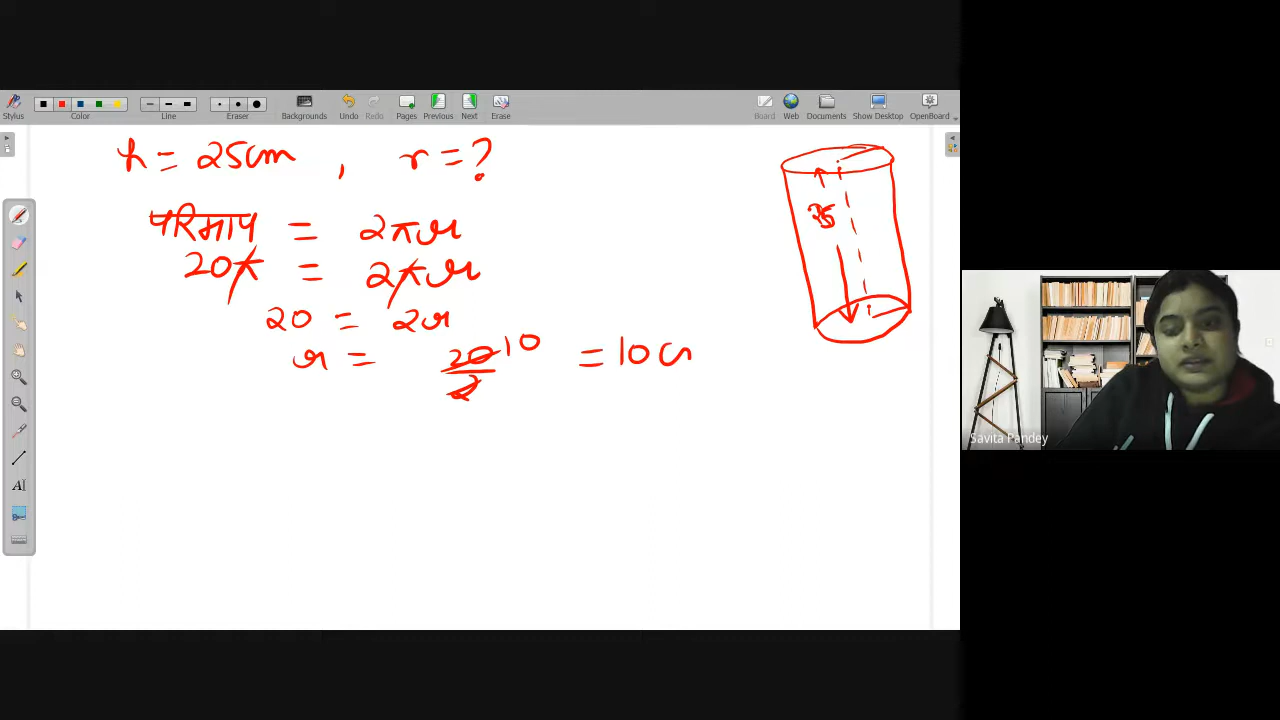 Stylus Color Line Eraser Backgrounds Undo Redo Pages Previous Next Erase Board Web Documents Show Desktop OpenBoard
h = 25cm , r = ?
परिमाप = 2πr
20π = 2πr
20 = 2r
r = 20/2 10 = 10 c
25
Savita Pandey